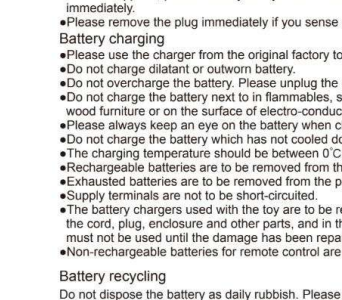 immediately.
●Please remove the plug immediately if you sense
Battery charging
●Please use the charger from the original factory to
●Do not charge dilatant or outworn battery.
●Do not overcharge the battery. Please unplug the
●Do not charge the battery next to in flammables, s
wood furniture or on the surface of electro-conduc
●Please always keep an eye on the battery when c
●Do not charge the battery which has not cooled do
●The charging temperature should be between 0℃
●Rechargeable batteries are to be removed from th
●Exhausted batteries are to be removed from the p
●Supply terminals are not to be short-circuited.
●The battery chargers used with the toy are to be re
the cord, plug, enclosure and other parts, and in th
must not be used until the damage has been repa
●Non-rechargeable batteries for remote control are
Battery recycling
Do not dispose the battery as daily rubbish. Please